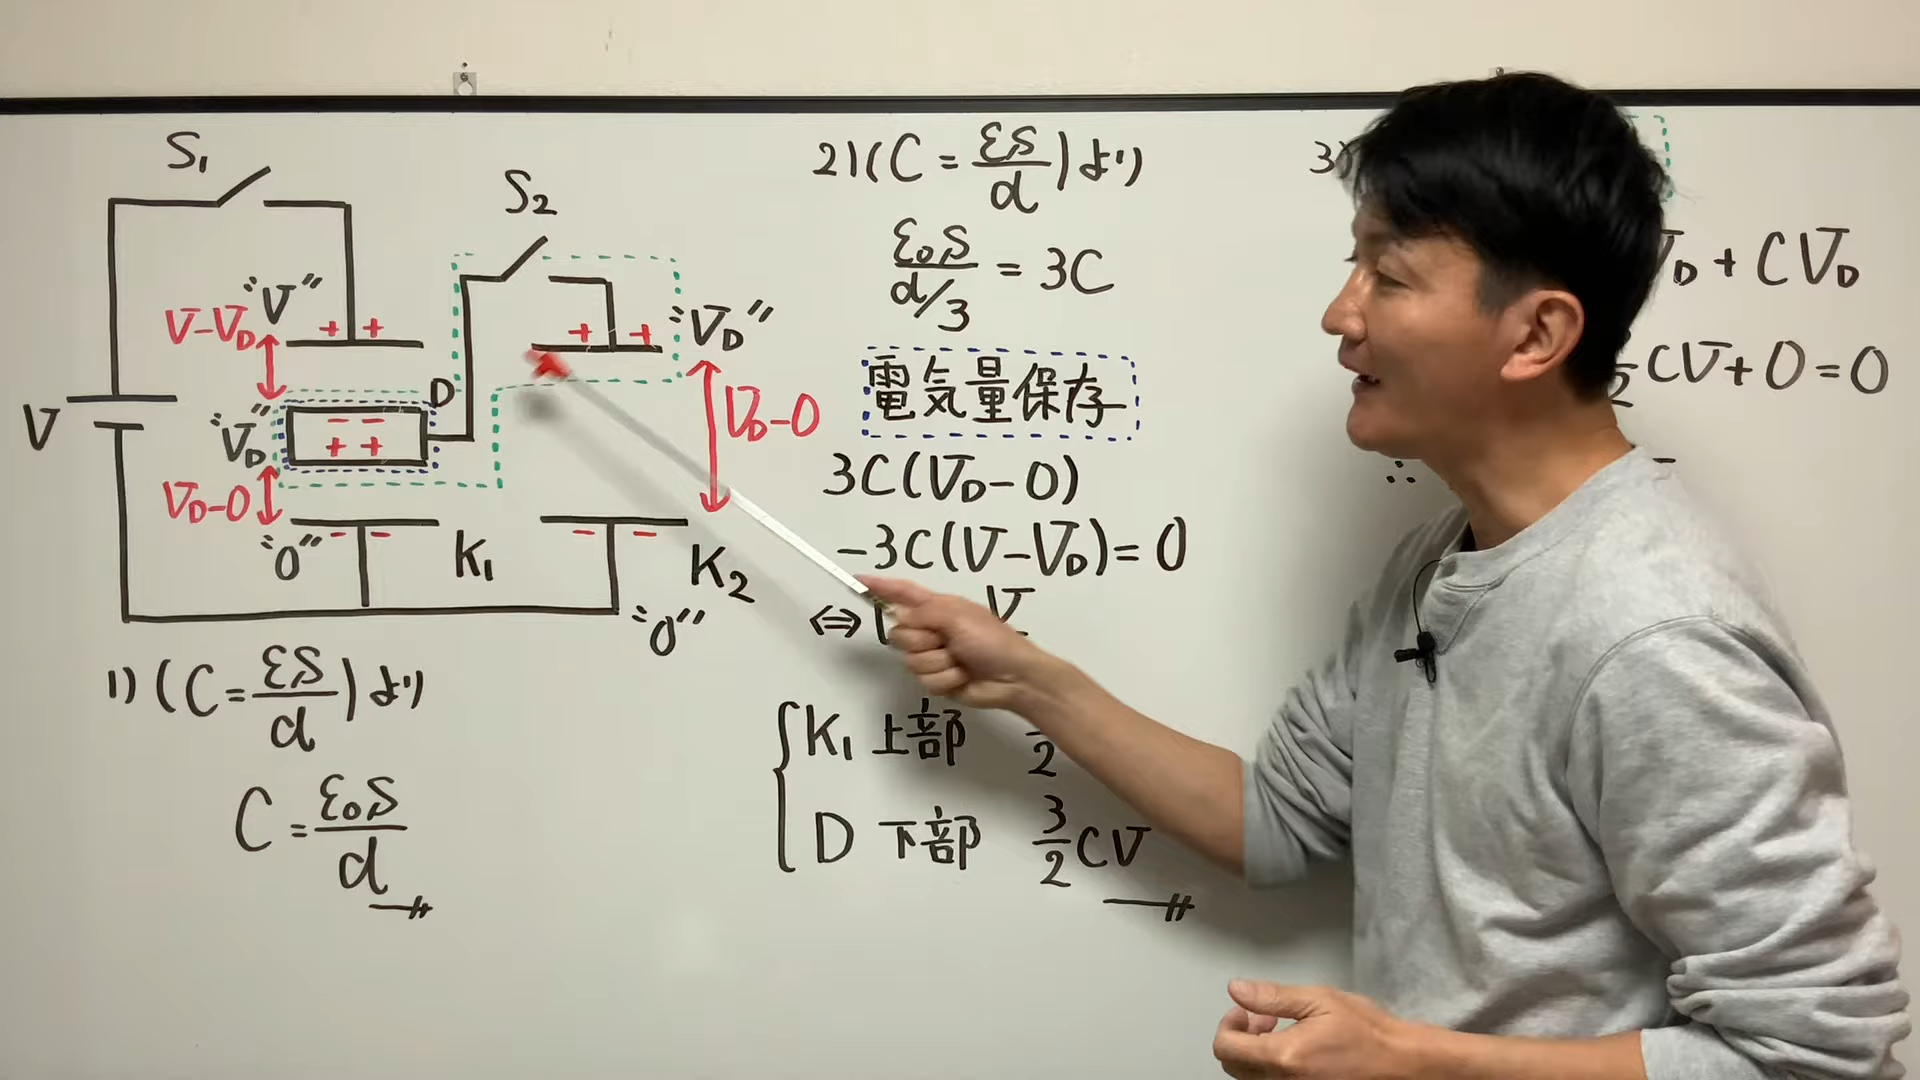 S₁
S₂
"V"
V-V_D
+ +
+ +
"V_D"
V
"V_D"
D
- -
+ +
V_D-0
V_D-0
"0"
- -
K₁
- -
K₂
"0"
1) (C = εS/d) より
C = ε₀S/d
2) (C = εS/d) より
ε₀S/(d/3) = 3C
電気量保存
3C(V_D-0)
-3C(V-V_D) = 0
⇔
K₁ 上部
D 下部 3/2 CV
3)
V_D + CV_D
CV + 0 = 0
∴